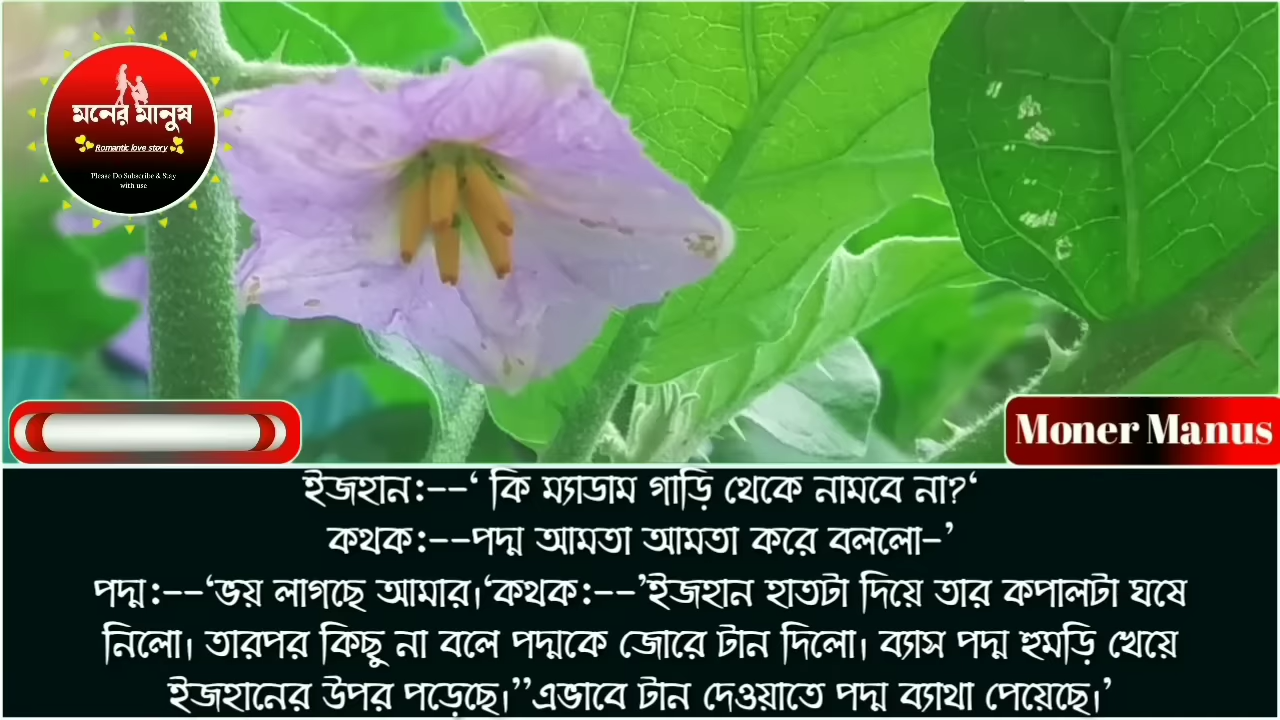 মনের মানুষ
Romantic love story
Please Do Subscribe & Stay
with use
Moner Manus
ইজহান:--‘ কি ম্যাডাম গাড়ি থেকে নামবে না?‘
কথক:--পদ্ম আমতা আমতা করে বললো-’
পদ্ম:--‘ভয় লাগছে আমার।‘কথক:--’ইজহান হাতটা দিয়ে তার কপালটা ঘষে
নিলো। তারপর কিছু না বলে পদ্মকে জোরে টান দিলো। ব্যাস পদ্ম হুমড়ি খেয়ে
ইজহানের উপর পড়েছে।’’এভাবে টান দেওয়াতে পদ্ম ব্যাথা পেয়েছে।’